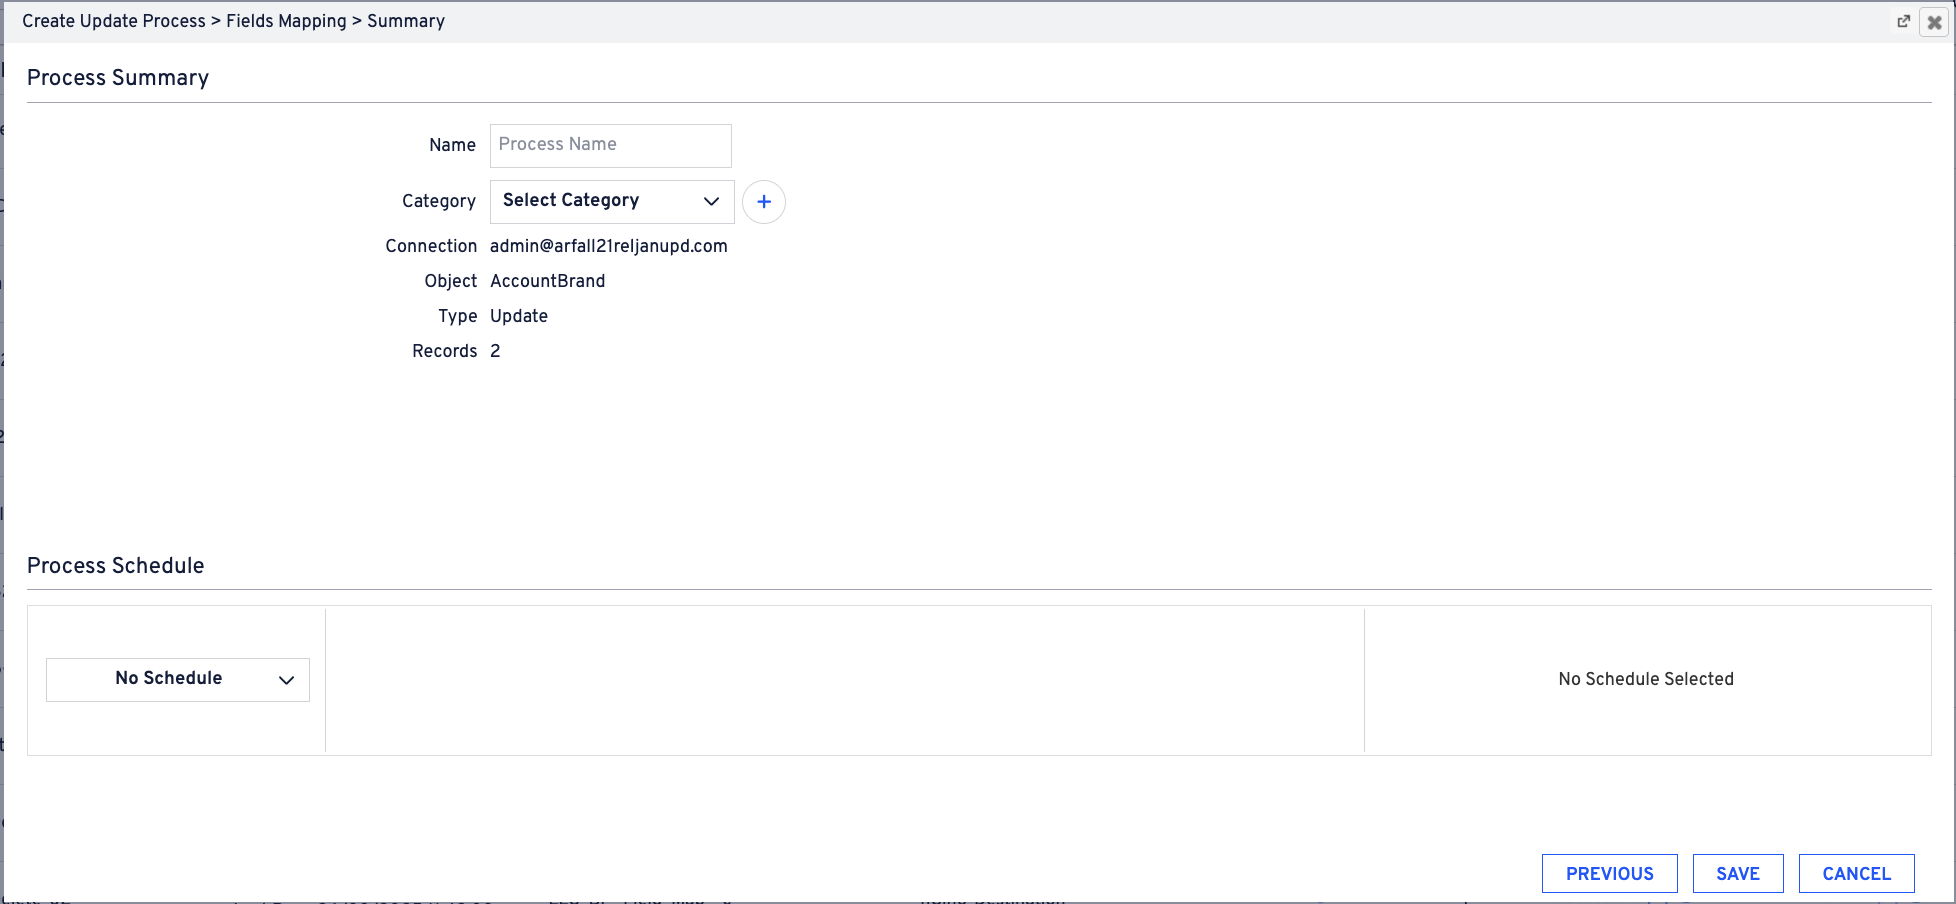 Create Update Process > Fields Mapping > Summary
Process Summary
Name Process Name
Category Select Category +
Connection admin@arfall21reljanupd.com
Object AccountBrand
Type Update
Records 2
Process Schedule
No Schedule
No Schedule Selected
PREVIOUS SAVE CANCEL